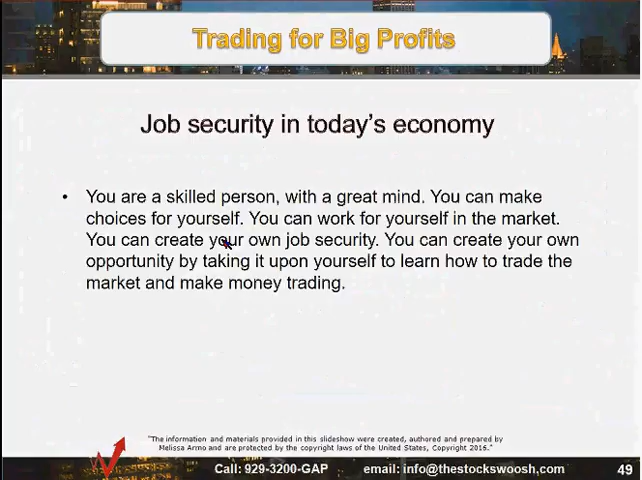 Trading for Big Profits
Job security in today's economy
• You are a skilled person, with a great mind. You can make
choices for yourself. You can work for yourself in the market.
You can create your own job security. You can create your own
opportunity by taking it upon yourself to learn how to trade the
market and make money trading.
"The information and materials provided in this slideshow were created, authored and prepared by
Melissa Armo and are protected by the copyright laws of the United States, Copyright 2016."
Call: 929-3200-GAP email: info@thestockswoosh.com 49